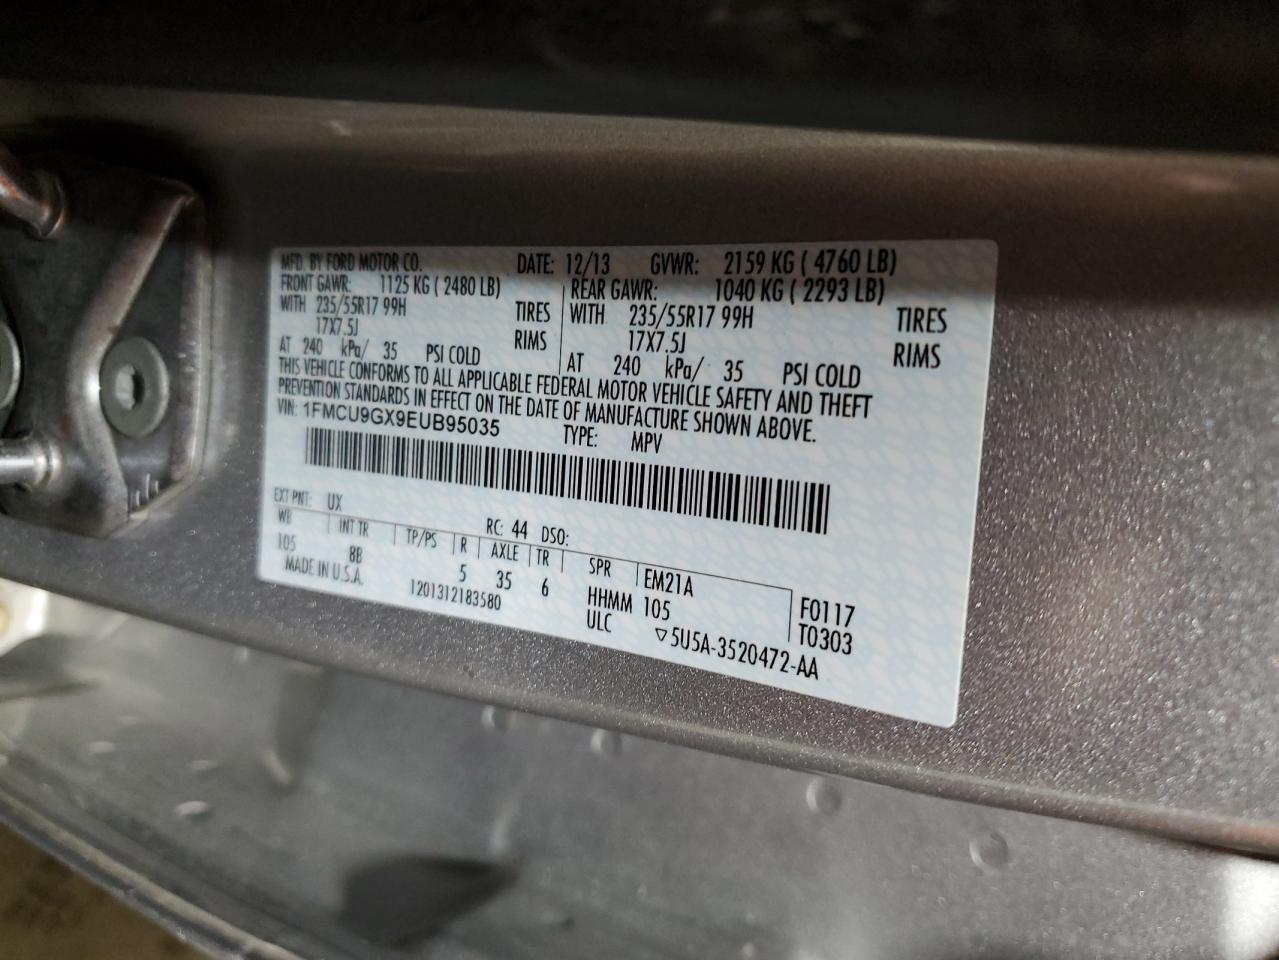 MFD. BY FORD MOTOR CO. DATE: 12/13 GVWR: 2159 KG ( 4760 LB)
FRONT GAWR: 1125 KG ( 2480 LB) REAR GAWR: 1040 KG ( 2293 LB)
WITH 235/55R17 99H TIRES WITH 235/55R17 99H TIRES
17X7.5J RIMS 17X7.5J RIMS
AT 240 kPa/ 35 PSI COLD AT 240 kPa/ 35 PSI COLD
THIS VEHICLE CONFORMS TO ALL APPLICABLE FEDERAL MOTOR VEHICLE SAFETY AND THEFT
PREVENTION STANDARDS IN EFFECT ON THE DATE OF MANUFACTURE SHOWN ABOVE.
VIN: 1FMCU9GX9EUB95035 TYPE: MPV
EXT PNT: UX RC: 44 DSO:
WB INT TR TP/PS R AXLE TR SPR EM21A F0117
105 BB 5 35 6 HHMM 105 T0303
MADE IN U.S.A. 1201312183580 ULC ▽5U5A-3520472-AA